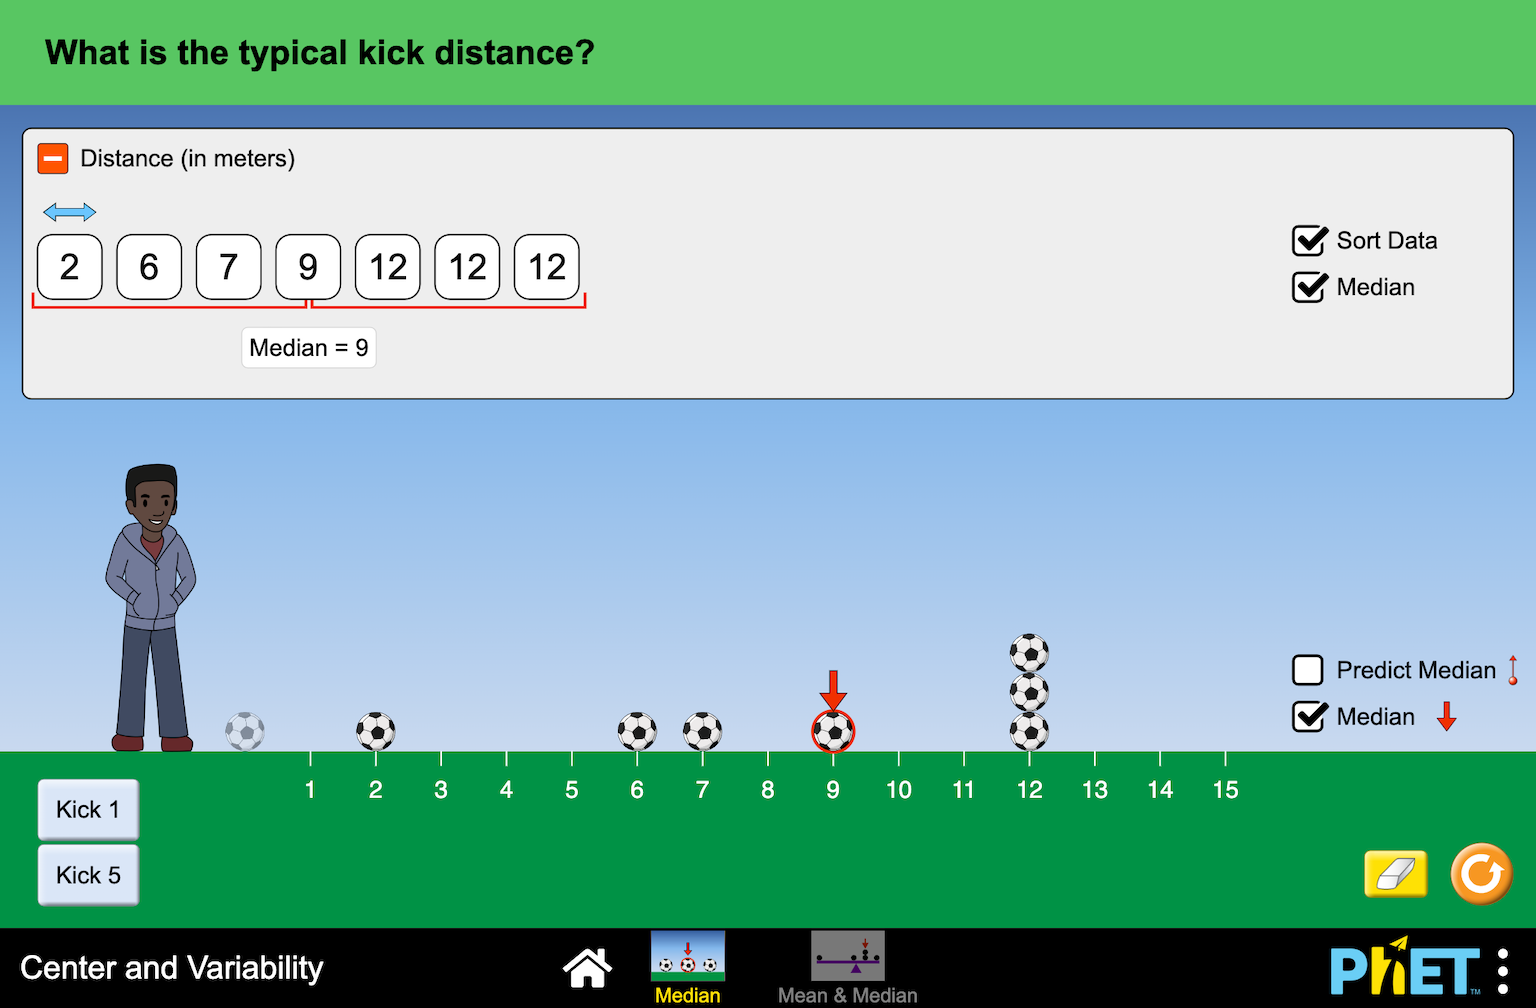 What is the typical kick distance?
Distance (in meters)
2 6 7 9 12 12 12
Median = 9
Sort Data
Median
Predict Median
Median
1 2 3 4 5 6 7 8 9 10 11 12 13 14 15
Kick 1
Kick 5
Center and Variability
Median
Mean & Median
PhET™